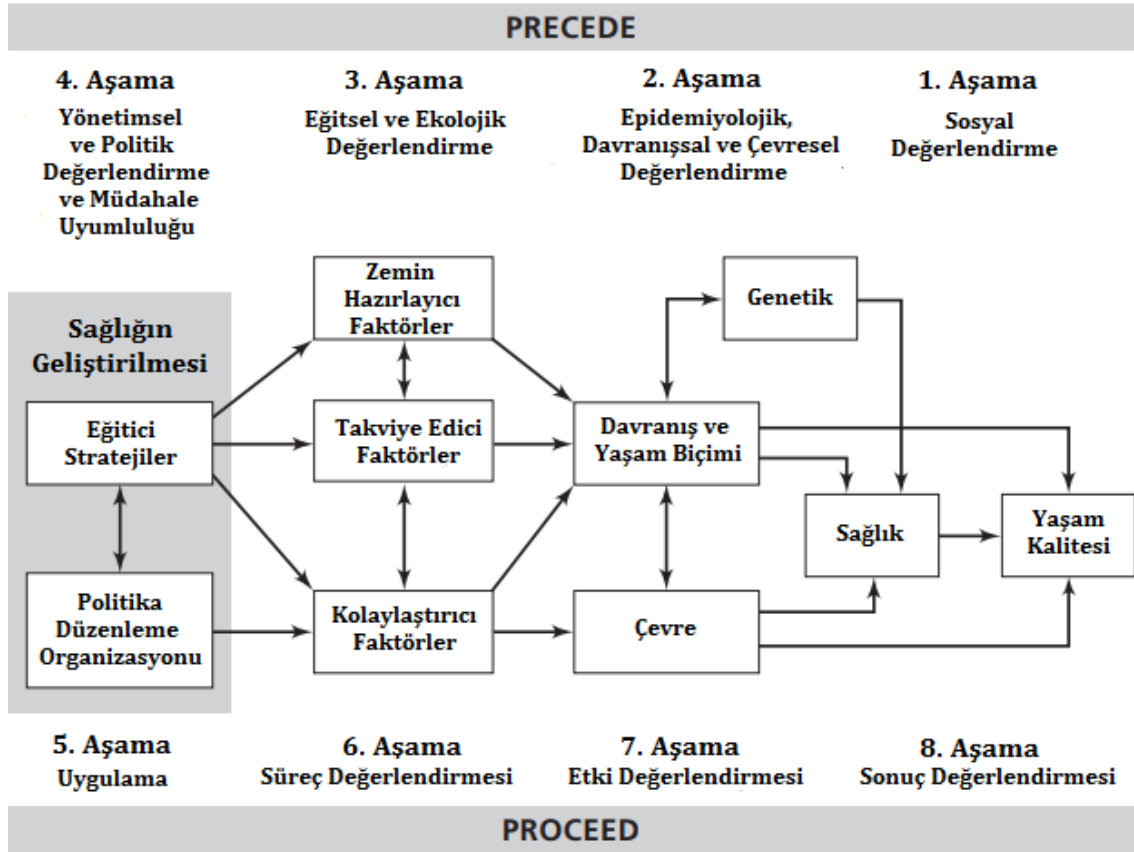 PRECEDE
4. Aşama
Yönetimsel
ve Politik
Değerlendirme
ve Müdahale
Uyumluluğu
3. Aşama
Eğitsel ve Ekolojik
Değerlendirme
2. Aşama
Epidemiyolojik,
Davranışsal ve Çevresel
Değerlendirme
1. Aşama
Sosyal
Değerlendirme
Sağlığın
Geliştirilmesi
Eğitici
Stratejiler
Politika
Düzenleme
Organizasyonu
Zemin
Hazırlayıcı
Faktörler
Takviye Edici
Faktörler
Kolaylaştırıcı
Faktörler
Genetik
Davranış ve
Yaşam Biçimi
Çevre
Sağlık
Yaşam
Kalitesi
5. Aşama
Uygulama
6. Aşama
Süreç Değerlendirmesi
7. Aşama
Etki Değerlendirmesi
8. Aşama
Sonuç Değerlendirmesi
PROCEED